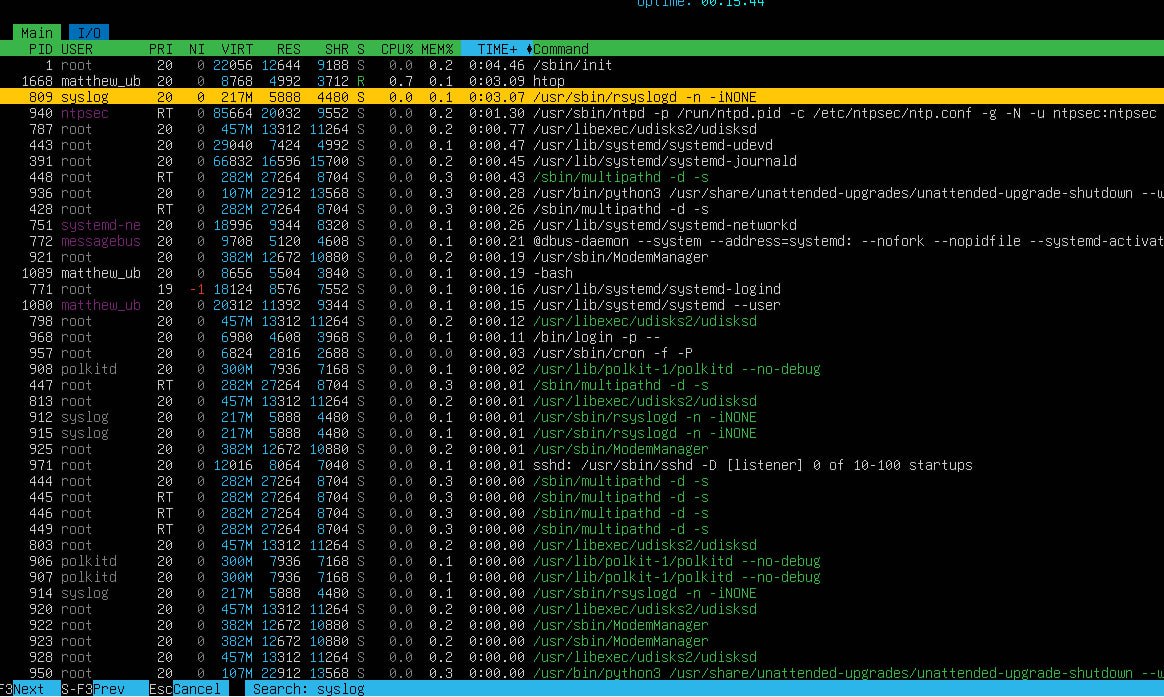 Uptime: 00:15:44
Main I/O
PID USER PRI NI VIRT RES SHR S CPU% MEM% TIME+ Command
1 root 20 0 22056 12644 9188 S 0.0 0.2 0:04.46 /sbin/init
1668 matthew_ub 20 0 8768 4992 3712 R 0.7 0.1 0:03.09 htop
809 syslog 20 0 217M 5888 4480 S 0.0 0.1 0:03.07 /usr/sbin/rsyslogd -n -iNONE
940 ntpsec RT 0 85664 20032 9552 S 0.0 0.2 0:01.30 /usr/sbin/ntpd -p /run/ntpd.pid -c /etc/ntpsec/ntp.conf -g -N -u ntpsec:ntpsec
787 root 20 0 457M 13312 11264 S 0.0 0.2 0:00.77 /usr/libexec/udisks2/udisksd
443 root 20 0 29040 7424 4992 S 0.0 0.1 0:00.47 /usr/lib/systemd/systemd-udevd
391 root 20 0 66832 16596 15700 S 0.0 0.2 0:00.45 /usr/lib/systemd/systemd-journald
448 root RT 0 282M 27264 8704 S 0.0 0.3 0:00.43 /sbin/multipathd -d -s
936 root 20 0 107M 22912 13568 S 0.0 0.3 0:00.28 /usr/bin/python3 /usr/share/unattended-upgrades/unattended-upgrade-shutdown --w
428 root RT 0 282M 27264 8704 S 0.0 0.3 0:00.26 /sbin/multipathd -d -s
751 systemd-ne 20 0 18996 9344 8320 S 0.0 0.1 0:00.26 /usr/lib/systemd/systemd-networkd
772 messagebus 20 0 9708 5120 4608 S 0.0 0.1 0:00.21 @dbus-daemon --system --address=systemd: --nofork --nopidfile --systemd-activat
921 root 20 0 382M 12672 10880 S 0.0 0.2 0:00.19 /usr/sbin/ModemManager
1089 matthew_ub 20 0 8656 5504 3840 S 0.0 0.1 0:00.19 -bash
771 root 19 -1 18124 8576 7552 S 0.0 0.1 0:00.16 /usr/lib/systemd/systemd-logind
1080 matthew_ub 20 0 20312 11392 9344 S 0.0 0.1 0:00.15 /usr/lib/systemd/systemd --user
798 root 20 0 457M 13312 11264 S 0.0 0.2 0:00.12 /usr/libexec/udisks2/udisksd
968 root 20 0 6980 4608 3968 S 0.0 0.1 0:00.11 /bin/login -p --
957 root 20 0 6824 2816 2688 S 0.0 0.0 0:00.03 /usr/sbin/cron -f -P
908 polkitd 20 0 300M 7936 7168 S 0.0 0.1 0:00.02 /usr/lib/polkit-1/polkitd --no-debug
447 root RT 0 282M 27264 8704 S 0.0 0.3 0:00.01 /sbin/multipathd -d -s
813 root 20 0 457M 13312 11264 S 0.0 0.2 0:00.01 /usr/libexec/udisks2/udisksd
912 syslog 20 0 217M 5888 4480 S 0.0 0.1 0:00.01 /usr/sbin/rsyslogd -n -iNONE
915 syslog 20 0 217M 5888 4480 S 0.0 0.1 0:00.01 /usr/sbin/rsyslogd -n -iNONE
925 root 20 0 382M 12672 10880 S 0.0 0.2 0:00.01 /usr/sbin/ModemManager
971 root 20 0 12016 8064 7040 S 0.0 0.1 0:00.01 sshd: /usr/sbin/sshd -D [listener] 0 of 10-100 startups
444 root RT 0 282M 27264 8704 S 0.0 0.3 0:00.00 /sbin/multipathd -d -s
445 root RT 0 282M 27264 8704 S 0.0 0.3 0:00.00 /sbin/multipathd -d -s
446 root RT 0 282M 27264 8704 S 0.0 0.3 0:00.00 /sbin/multipathd -d -s
449 root RT 0 282M 27264 8704 S 0.0 0.3 0:00.00 /sbin/multipathd -d -s
803 root 20 0 457M 13312 11264 S 0.0 0.2 0:00.00 /usr/libexec/udisks2/udisksd
906 polkitd 20 0 300M 7936 7168 S 0.0 0.1 0:00.00 /usr/lib/polkit-1/polkitd --no-debug
907 polkitd 20 0 300M 7936 7168 S 0.0 0.1 0:00.00 /usr/lib/polkit-1/polkitd --no-debug
914 syslog 20 0 217M 5888 4480 S 0.0 0.1 0:00.00 /usr/sbin/rsyslogd -n -iNONE
920 root 20 0 457M 13312 11264 S 0.0 0.2 0:00.00 /usr/libexec/udisks2/udisksd
922 root 20 0 382M 12672 10880 S 0.0 0.2 0:00.00 /usr/sbin/ModemManager
923 root 20 0 382M 12672 10880 S 0.0 0.2 0:00.00 /usr/sbin/ModemManager
928 root 20 0 457M 13312 11264 S 0.0 0.2 0:00.00 /usr/libexec/udisks2/udisksd
950 root 20 0 107M 22912 13568 S 0.0 0.3 0:00.00 /usr/bin/python3 /usr/share/unattended-upgrades/unattended-upgrade-shutdown --w
F3Next S-F3Prev EscCancel Search: syslog